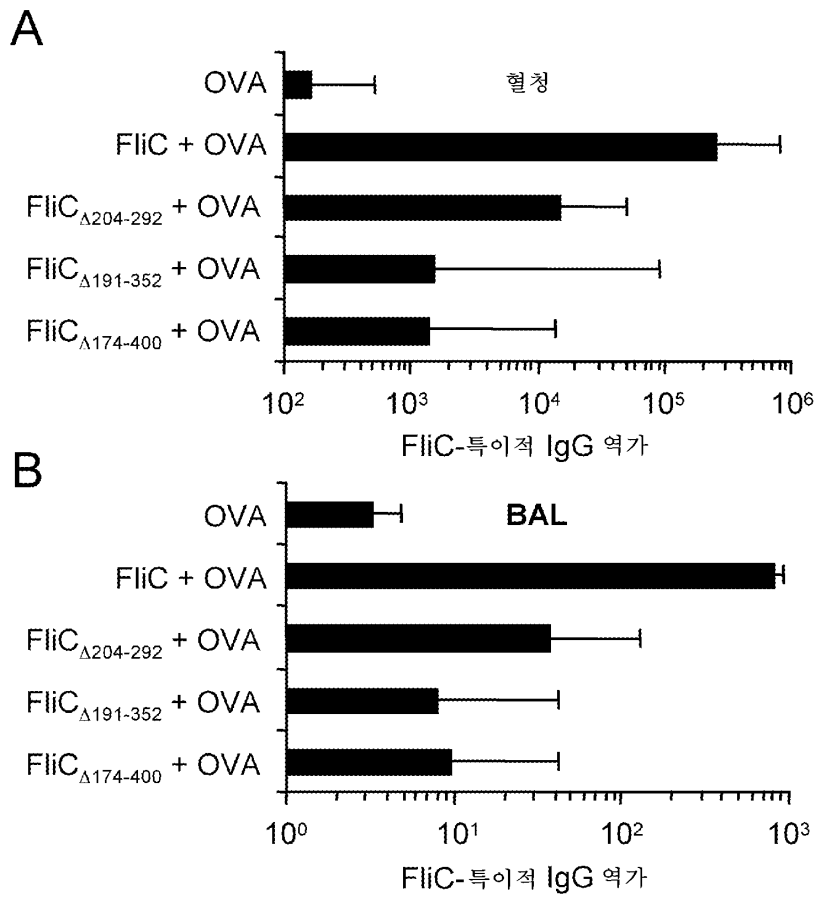 A
OVA
혈청
FliC + OVA
FliCΔ204-292 + OVA
FliCΔ191-352 + OVA
FliCΔ174-400 + OVA
10² 10³ 10⁴ 10⁵ 10⁶
FliC-특이적 IgG 역가
B
OVA
BAL
FliC + OVA
FliCΔ204-292 + OVA
FliCΔ191-352 + OVA
FliCΔ174-400 + OVA
10⁰ 10¹ 10² 10³
FliC-특이적 IgG 역가